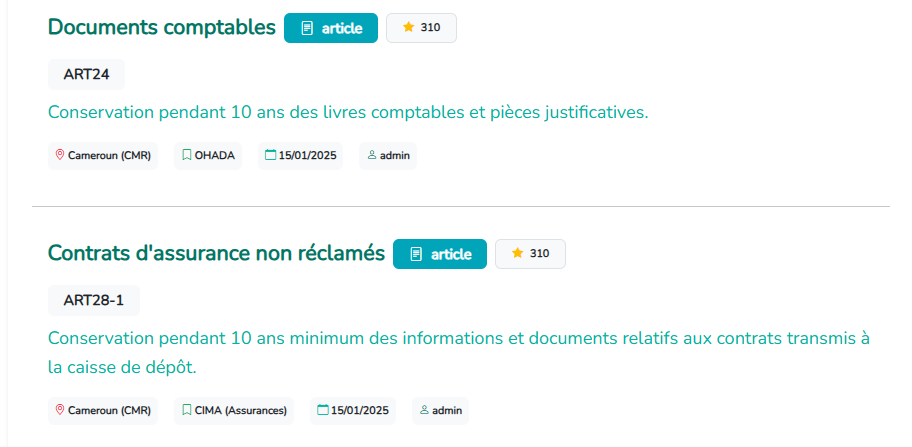 Documents comptables article 310
ART24
Conservation pendant 10 ans des livres comptables et pièces justificatives.
Cameroun (CMR) OHADA 15/01/2025 admin
Contrats d'assurance non réclamés article 310
ART28-1
Conservation pendant 10 ans minimum des informations et documents relatifs aux contrats transmis à
la caisse de dépôt.
Cameroun (CMR) CIMA (Assurances) 15/01/2025 admin